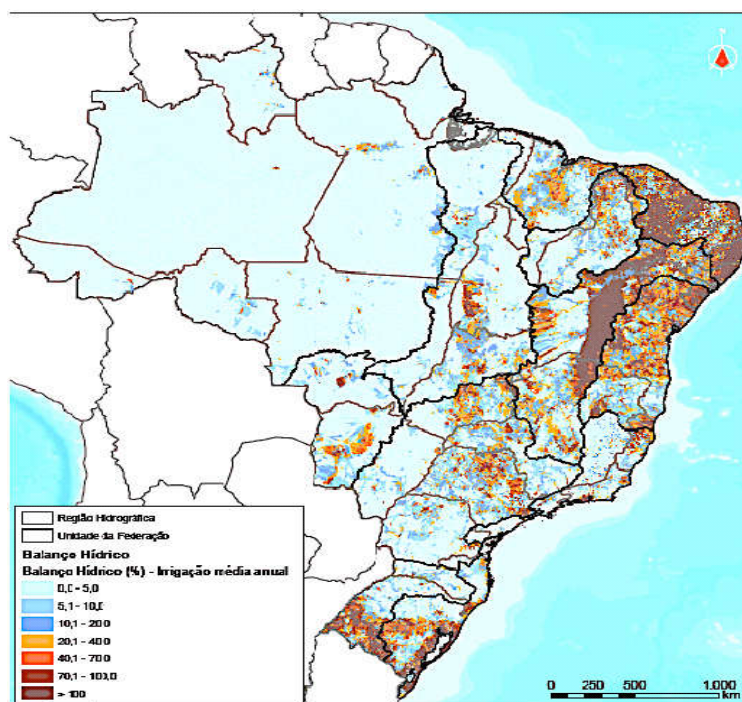 Região Hidrográfica
Unidade da Federação
Balanço Hídrico
Balanço Hídrico (%) - Irrigação média anual
0,0 - 5,0
5,1 - 10,0
10,1 - 20,0
20,1 - 40,0
40,1 - 70,0
70,1 - 100,0
> 100
0 250 500 1.000
km